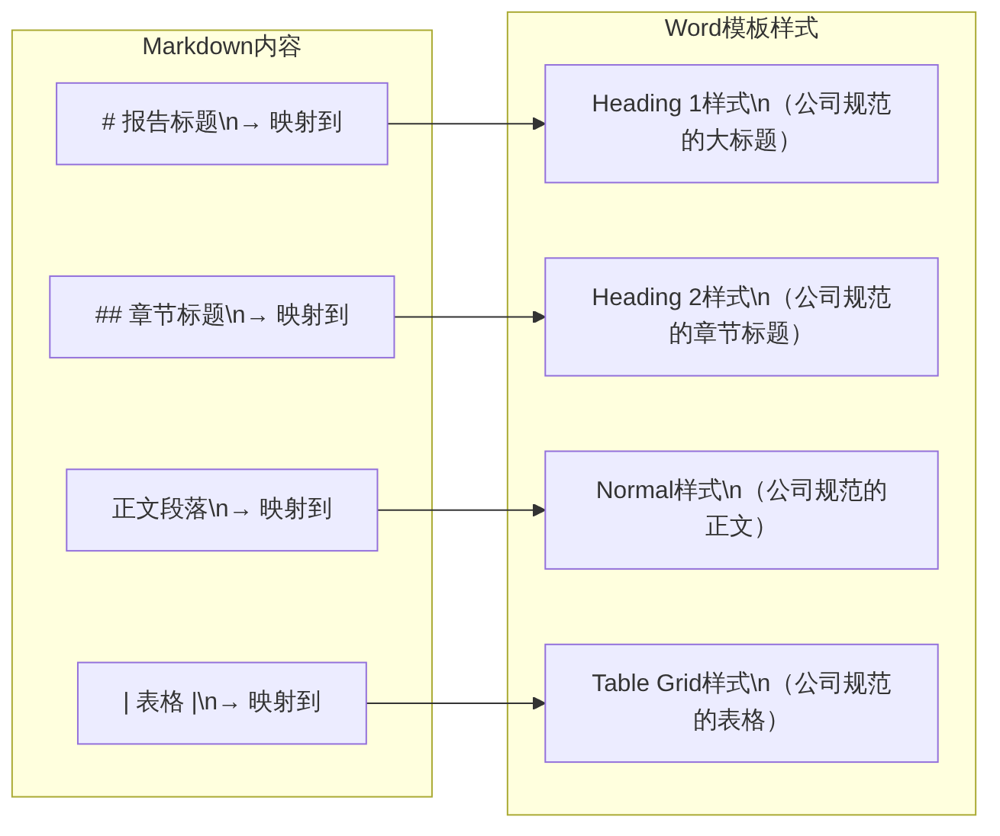 Markdown内容
# 报告标题\n→ 映射到
## 章节标题\n→ 映射到
正文段落\n→ 映射到
| 表格 |\n→ 映射到
Word模板样式
Heading 1样式\n（公司规范
的大标题）
Heading 2样式\n（公司规范
的章节标题）
Normal样式\n（公司规范的
正文）
Table Grid样式\n（公司规范
的表格）